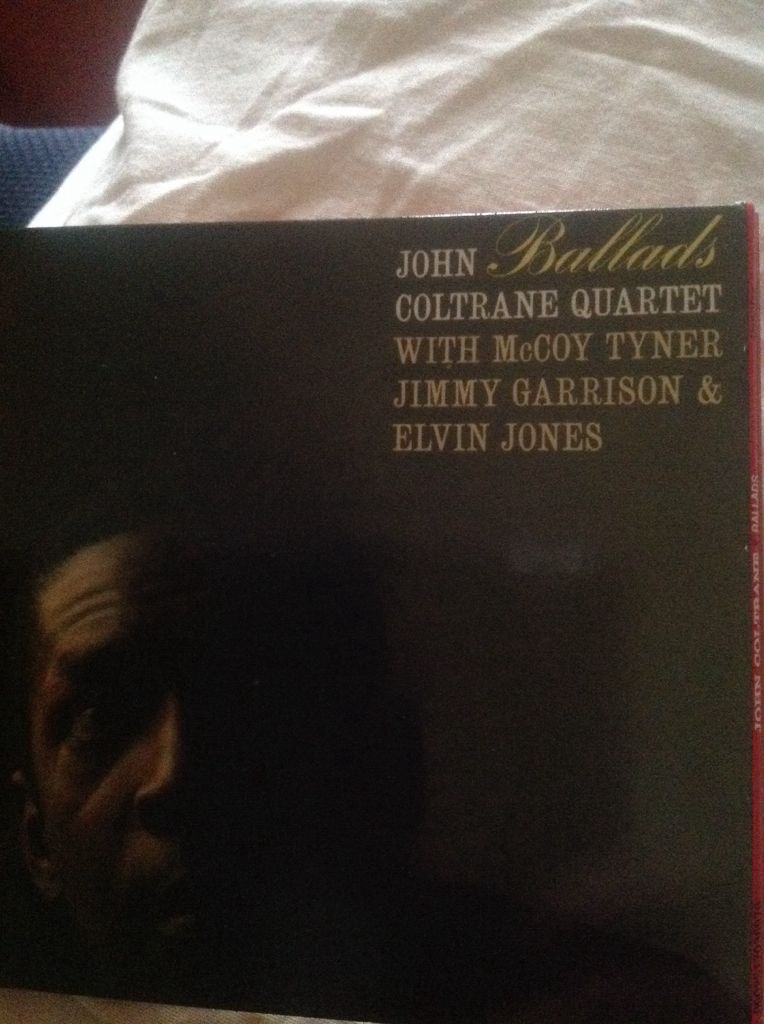 JOHN Ballads
COLTRANE QUARTET
WITH McCOY TYNER
JIMMY GARRISON &
ELVIN JONES
JOHN COLTRANE BALLADS